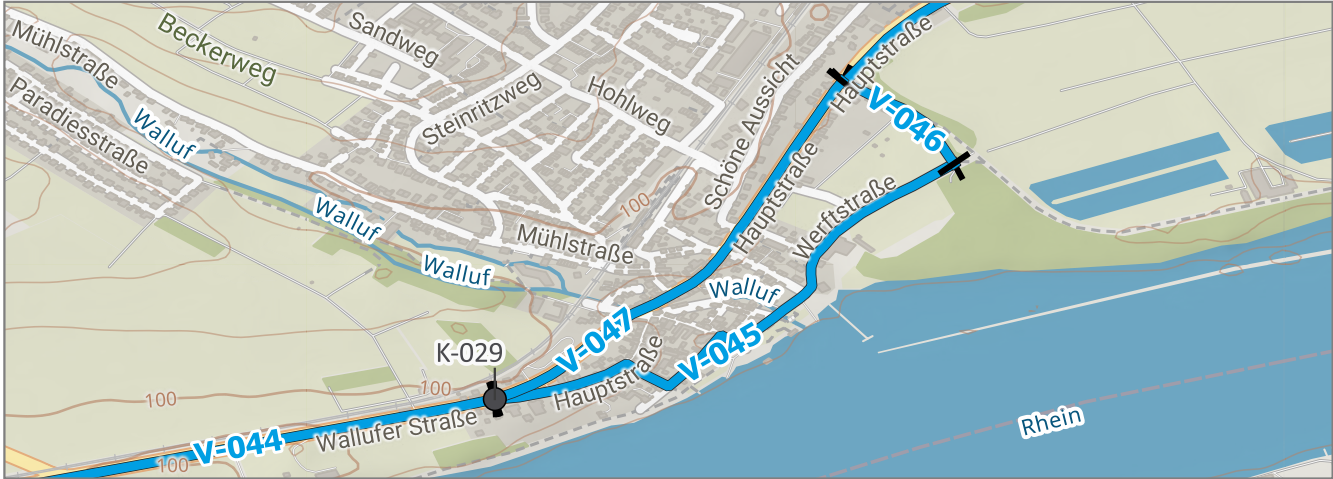 Mühlstraße
Beckerweg
Sandweg
Hauptstraße
Paradiesstraße
Walluf
Steinritzweg
Hohlweg
Schöne Aussicht
Hauptstraße
V-046
Walluf
100
Hauptstraße
Werftstraße
Mühlstraße
Walluf
Walluf
V-047
V-045
K-029
Hauptstraße
100
100
Wallufer Straße
V-044
100
Rhein